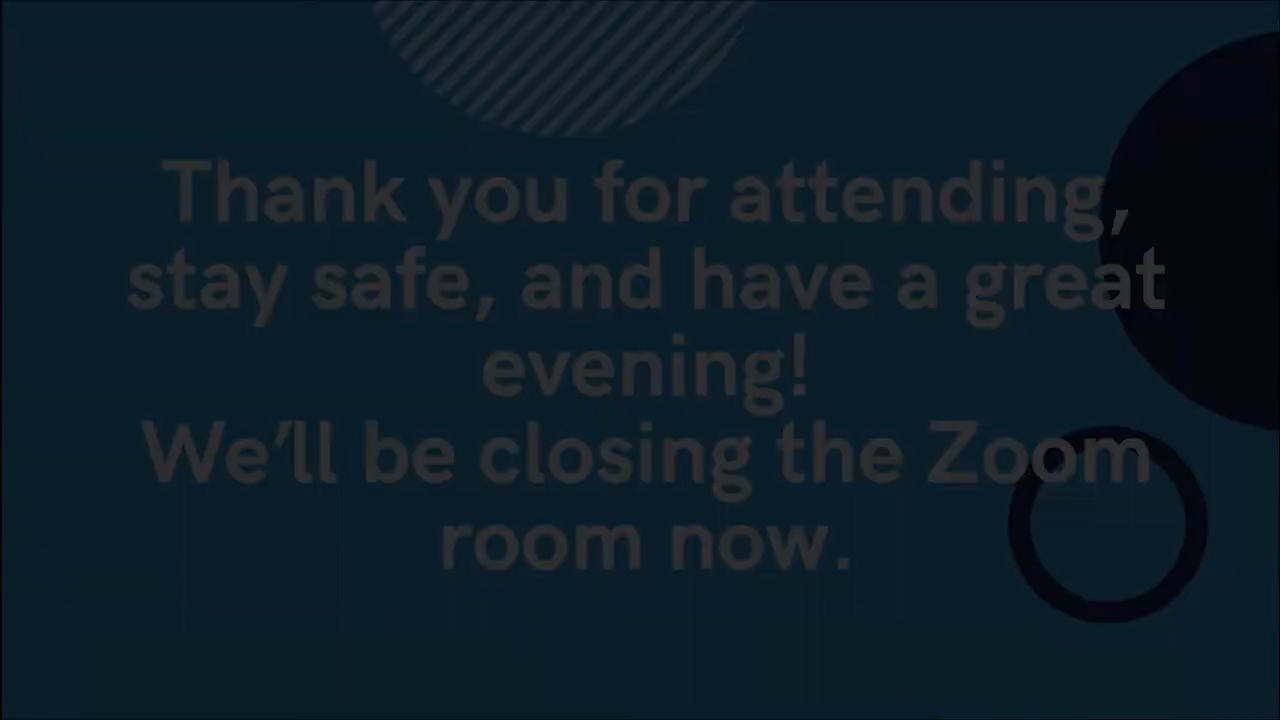 Thank you for attending,
stay safe, and have a great
evening!
We’ll be closing the Zoom
room now.